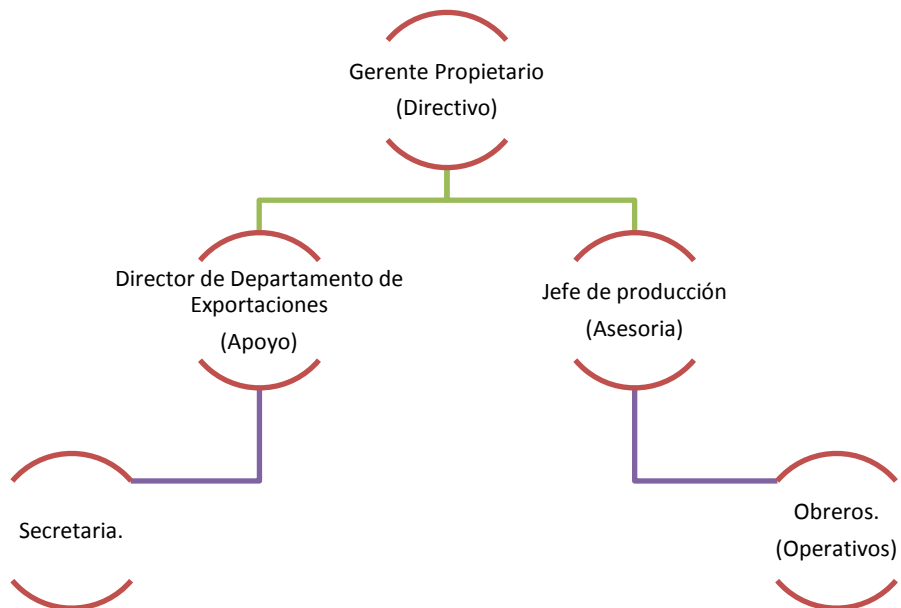 Gerente Propietario
(Directivo)
Director de Departamento de
Exportaciones
(Apoyo)
Jefe de producción
(Asesoria)
Secretaria.
Obreros.
(Operativos)